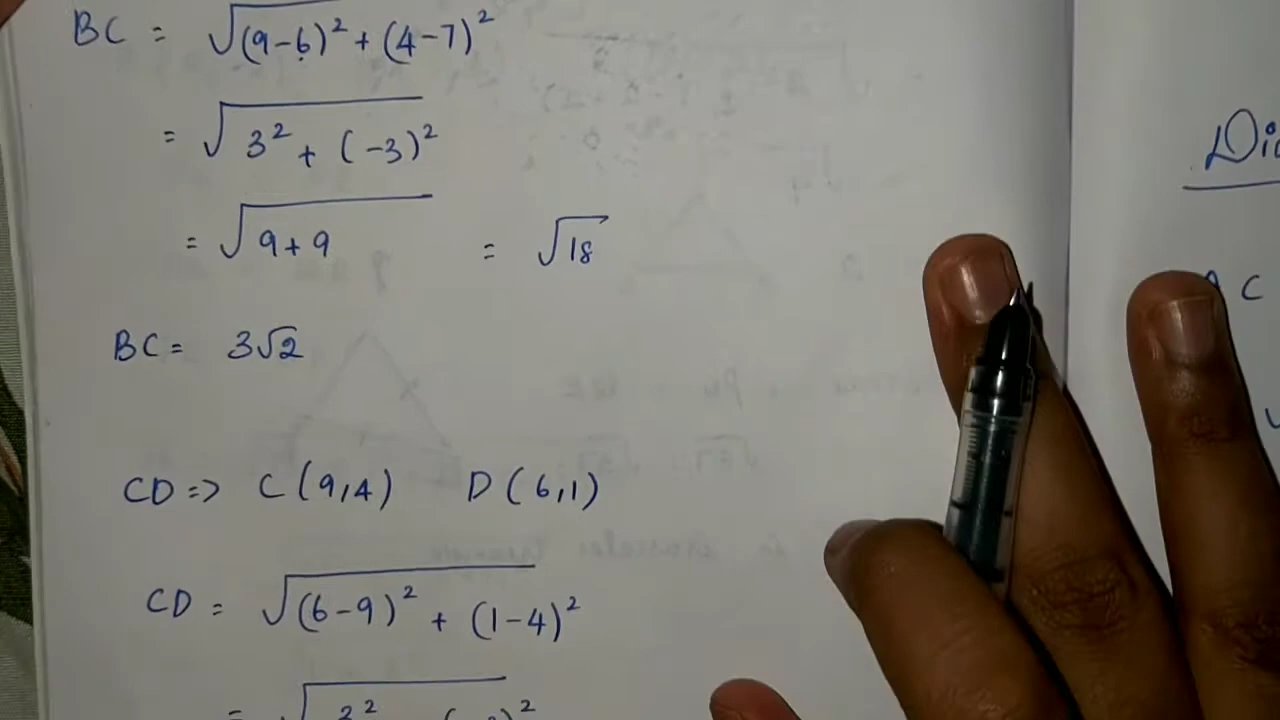 BC = √(9-6)² + (4-7)²
= √3² + (-3)²
= √9+9 = √18
BC = 3√2
CD => C (9,4) D (6,1)
CD = √(6-9)² + (1-4)²
C